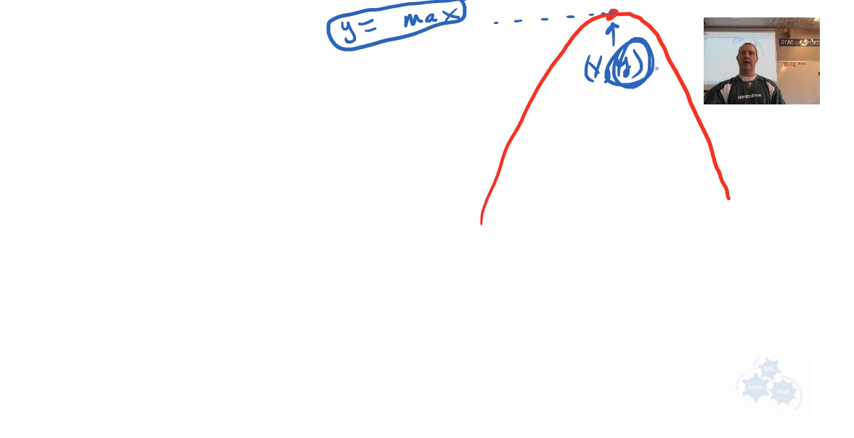 y = max
(x, y)